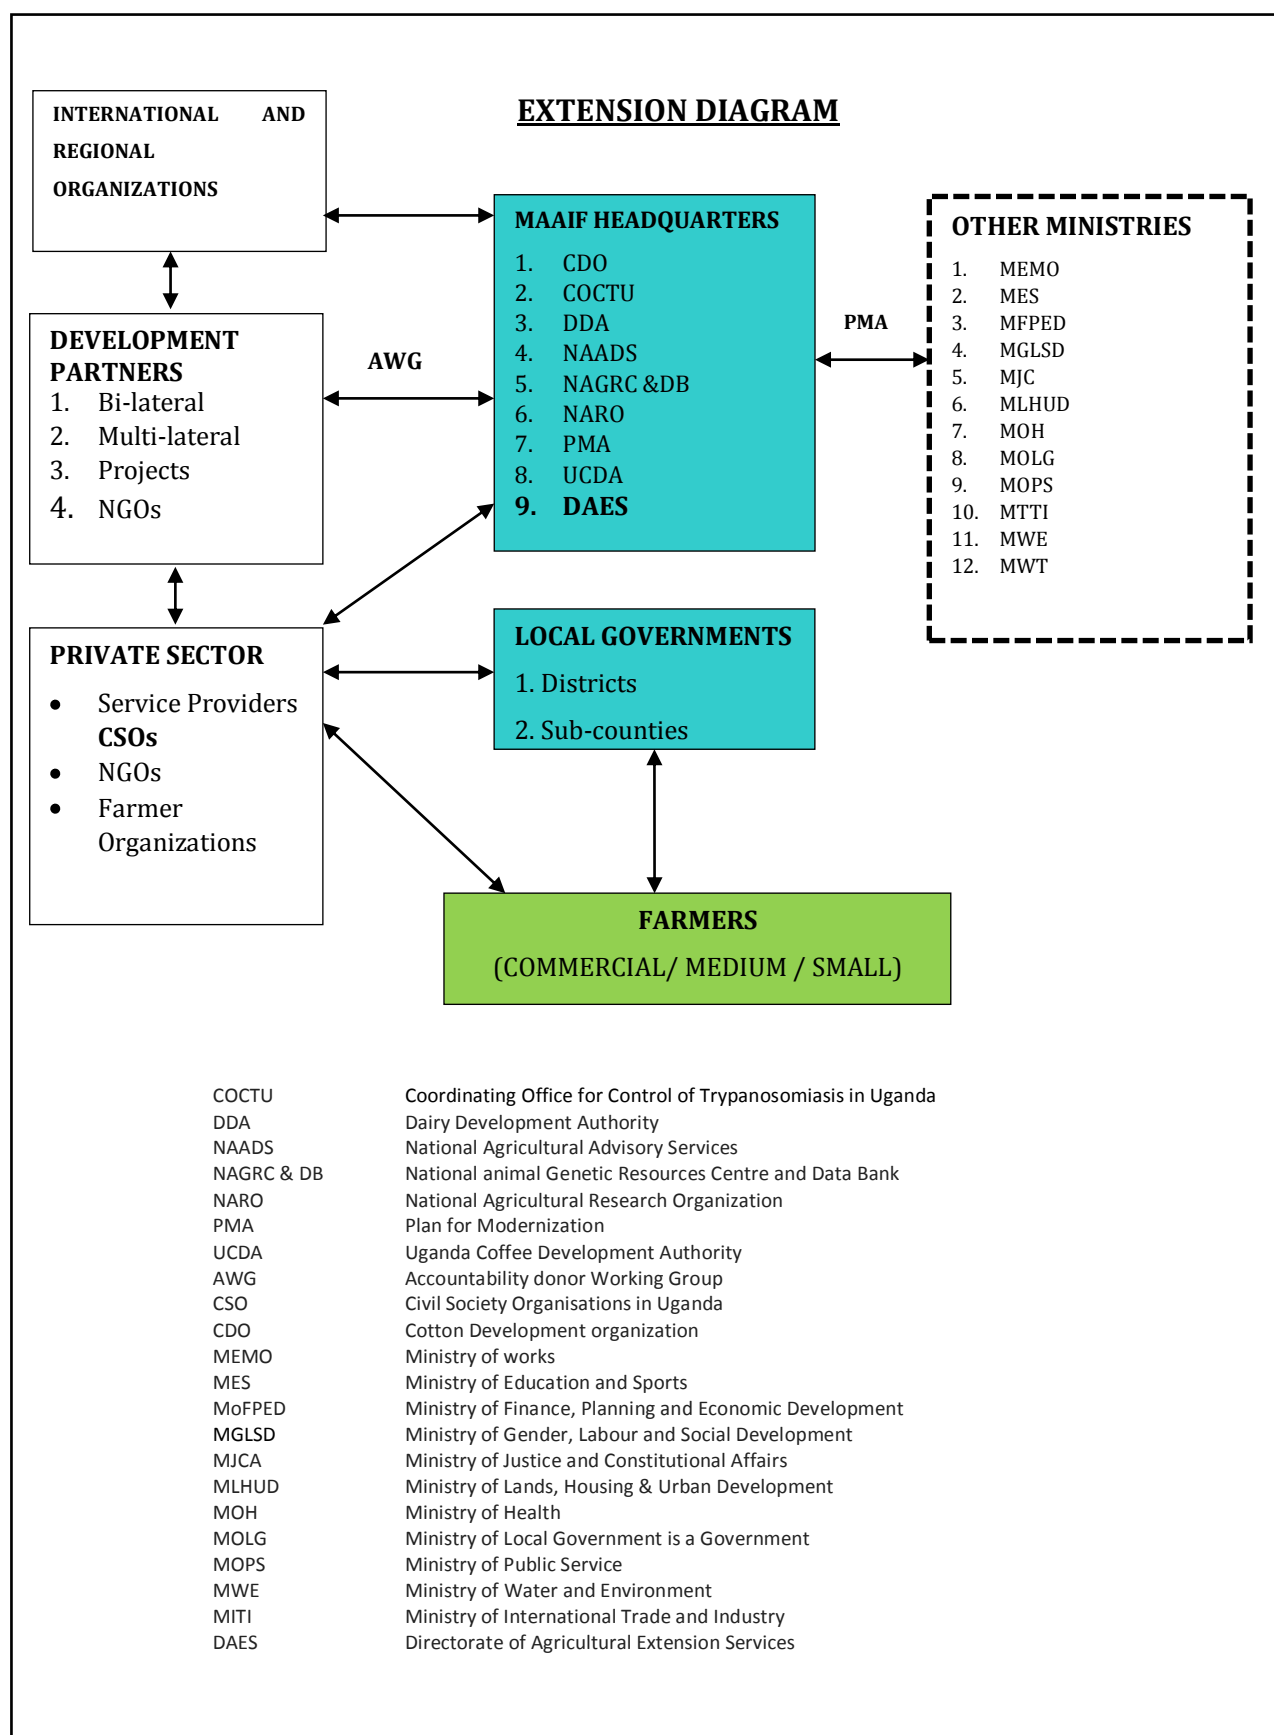 EXTENSION DIAGRAM
INTERNATIONAL AND
REGIONAL
ORGANIZATIONS
MAAIF HEADQUARTERS
1. CDO
2. COCTU
3. DDA
4. NAADS
5. NAGRC &DB
6. NARO
7. PMA
8. UCDA
9. DAES
PMA
OTHER MINISTRIES
1. MEMO
2. MES
3. MFPED
4. MGLSD
5. MJC
6. MLHUD
7. MOH
8. MOLG
9. MOPS
10. MTTI
11. MWE
12. MWT
DEVELOPMENT
PARTNERS
1. Bi-lateral
2. Multi-lateral
3. Projects
4. NGOs
AWG
PRIVATE SECTOR
• Service Providers
CSOs
• NGOs
• Farmer
Organizations
LOCAL GOVERNMENTS
1. Districts
2. Sub-counties
FARMERS
(COMMERCIAL/ MEDIUM / SMALL)
COCTU Coordinating Office for Control of Trypanosomiasis in Uganda
DDA Dairy Development Authority
NAADS National Agricultural Advisory Services
NAGRC & DB National animal Genetic Resources Centre and Data Bank
NARO National Agricultural Research Organization
PMA Plan for Modernization
UCDA Uganda Coffee Development Authority
AWG Accountability donor Working Group
CSO Civil Society Organisations in Uganda
CDO Cotton Development organization
MEMO Ministry of works
MES Ministry of Education and Sports
MoFPED Ministry of Finance, Planning and Economic Development
MGLSD Ministry of Gender, Labour and Social Development
MJCA Ministry of Justice and Constitutional Affairs
MLHUD Ministry of Lands, Housing & Urban Development
MOH Ministry of Health
MOLG Ministry of Local Government is a Government
MOPS Ministry of Public Service
MWE Ministry of Water and Environment
MITI Ministry of International Trade and Industry
DAES Directorate of Agricultural Extension Services